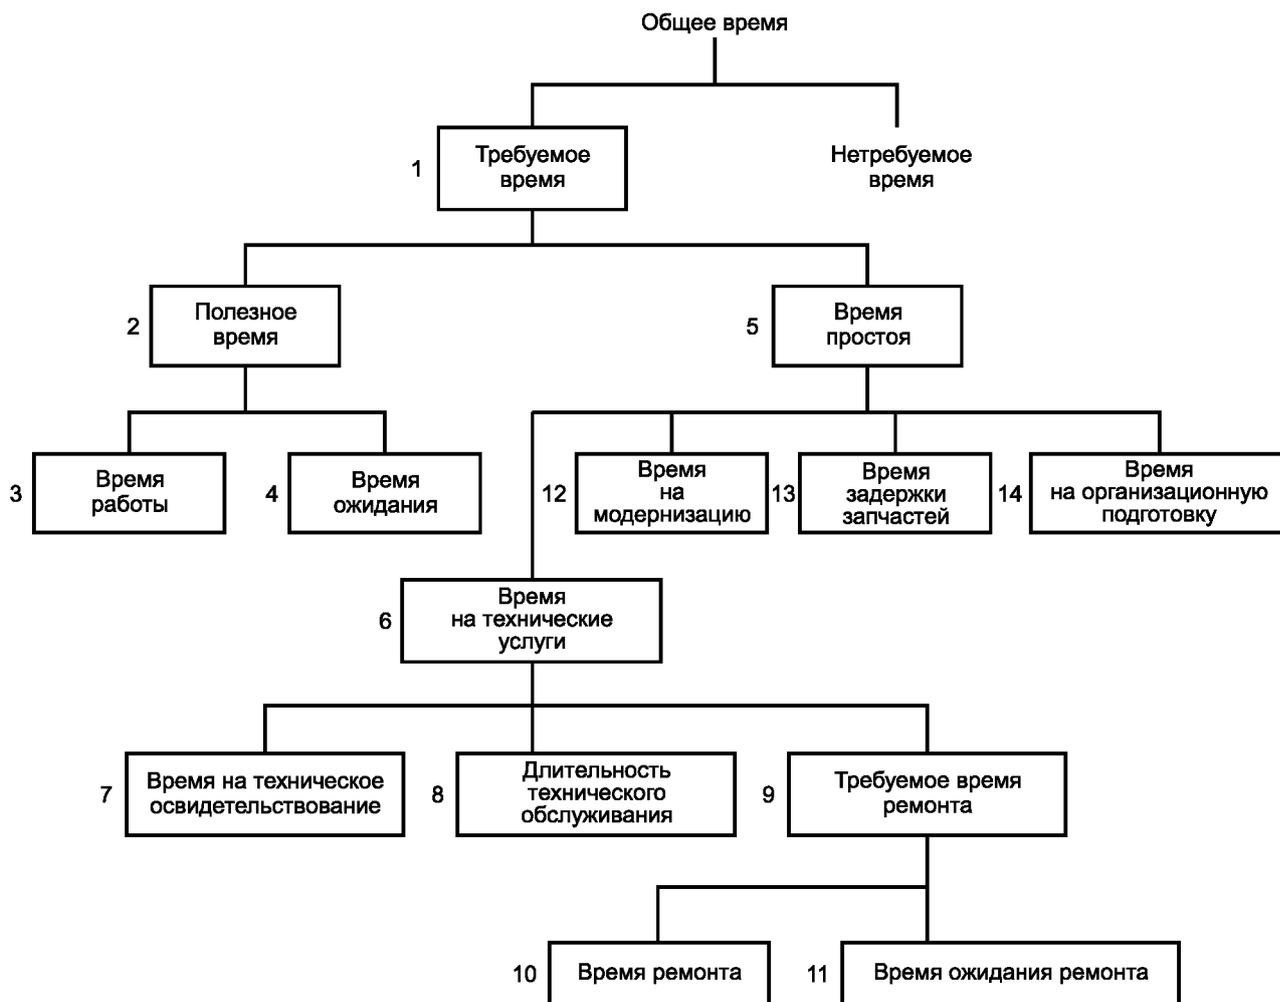 Общее время
1
Требуемое
время
Нетребуемое
время
2
Полезное
время
5
Время
простоя
3
Время
работы
4
Время
ожидания
12
Время
на
модернизацию
13
Время
задержки
запчастей
14
Время
на организационную
подготовку
6
Время
на технические
услуги
7
Время на техническое
освидетельствование
8
Длительность
технического
обслуживания
9
Требуемое время
ремонта
10
Время ремонта
11
Время ожидания ремонта